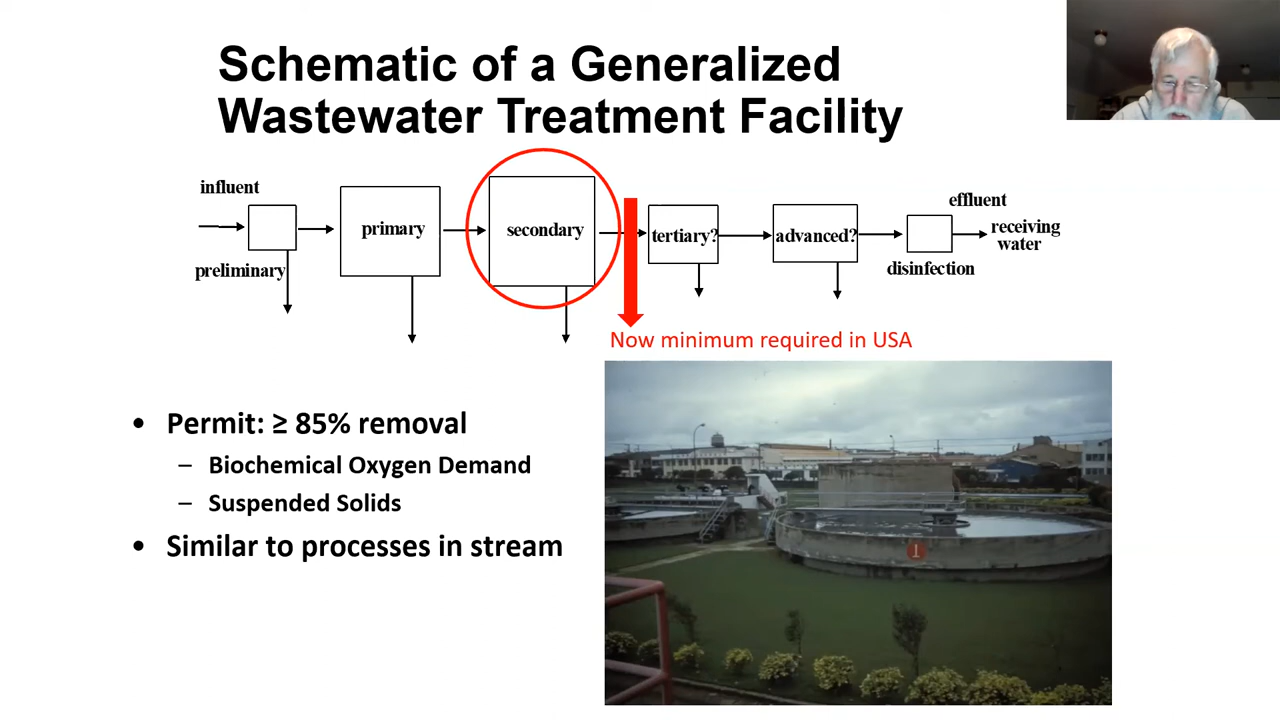 Schematic of a Generalized
Wastewater Treatment Facility
influent
preliminary
primary
secondary
tertiary?
advanced?
disinfection
effluent
receiving
water
Now minimum required in USA
• Permit: ≥ 85% removal
– Biochemical Oxygen Demand
– Suspended Solids
• Similar to processes in stream
1